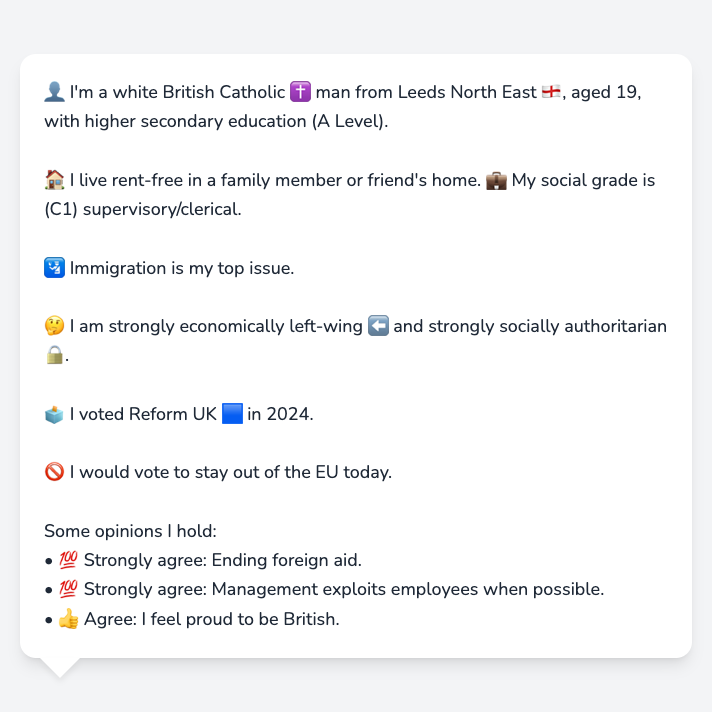 👤 I'm a white British Catholic ✝️ man from Leeds North East 🏴󠁧󠁢󠁥󠁮󠁧󠁿, aged 19,
with higher secondary education (A Level).
🏠 I live rent-free in a family member or friend's home. 💼 My social grade is
(C1) supervisory/clerical.
🛂 Immigration is my top issue.
🤔 I am strongly economically left-wing ⬅️ and strongly socially authoritarian
🔒.
🗳️ I voted Reform UK 🟦 in 2024.
🚫 I would vote to stay out of the EU today.
Some opinions I hold:
• 💯 Strongly agree: Ending foreign aid.
• 💯 Strongly agree: Management exploits employees when possible.
• 👍 Agree: I feel proud to be British.